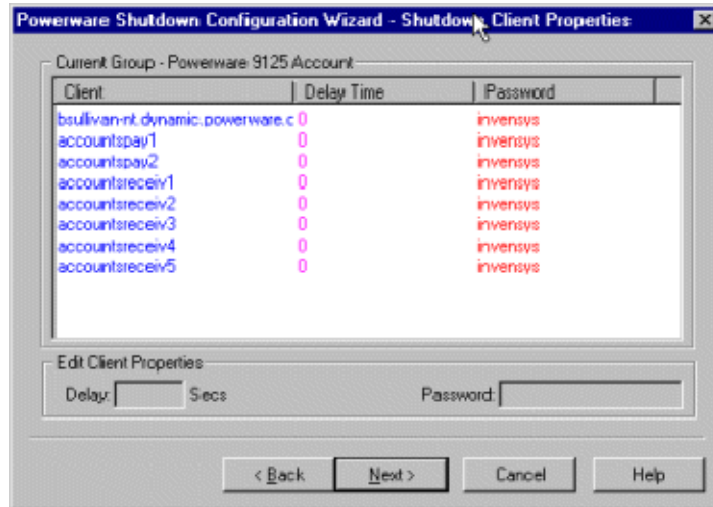 Powerware Shutdown Configuration Wizard - Shutdown Client Properties
Current Group - Powerware 9125 Account
Client Delay Time Password
bsullivan-nt.dynamic.powerware.c 0 invensys
accountspay1 0 invensys
accountspay2 0 invensys
accountsreceiv1 0 invensys
accountsreceiv2 0 invensys
accountsreceiv3 0 invensys
accountsreceiv4 0 invensys
accountsreceiv5 0 invensys
Edit Client Properties
Delay: Secs Password:
< Back Next > Cancel Help